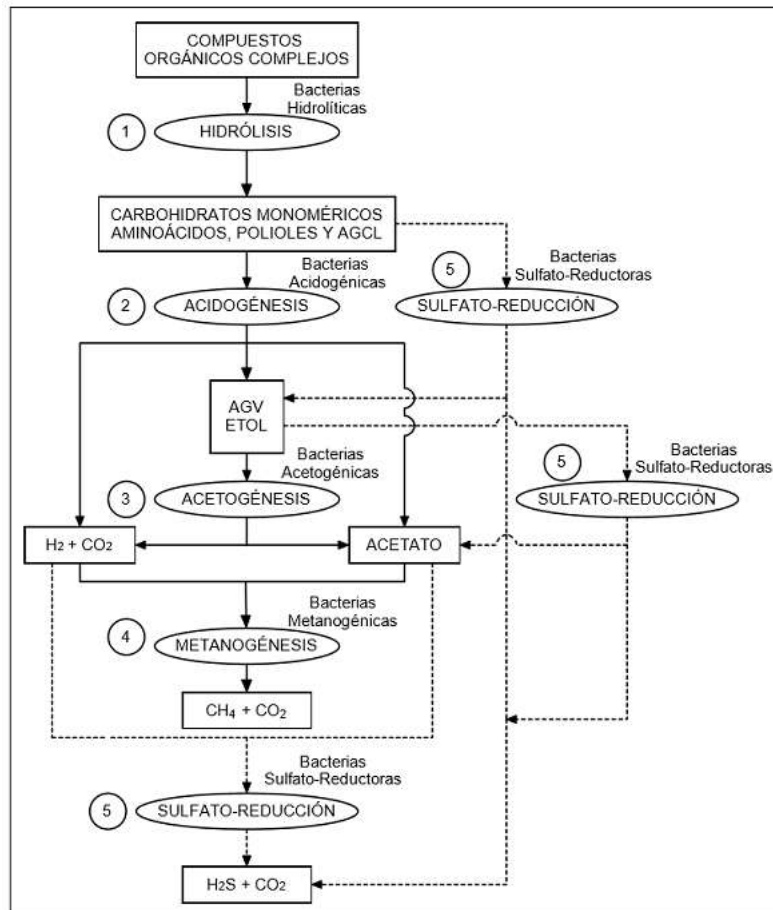 COMPUESTOS
ORGÁNICOS COMPLEJOS
Bacterias
Hidrolíticas
1
HIDRÓLISIS
CARBOHIDRATOS MONOMÉRICOS
AMINOÁCIDOS, POLIOLES Y AGCL
Bacterias
Acidogénicas
2
ACIDOGÉNESIS
5
Bacterias
Sulfato-Reductoras
SULFATO-REDUCCIÓN
AGV
ETOL
Bacterias
Acetogénicas
3
ACETOGÉNESIS
5
Bacterias
Sulfato-Reductoras
SULFATO-REDUCCIÓN
H₂ + CO₂
ACETATO
Bacterias
Metanogénicas
4
METANOGÉNESIS
CH₄ + CO₂
Bacterias
Sulfato-Reductoras
5
SULFATO-REDUCCIÓN
H₂S + CO₂